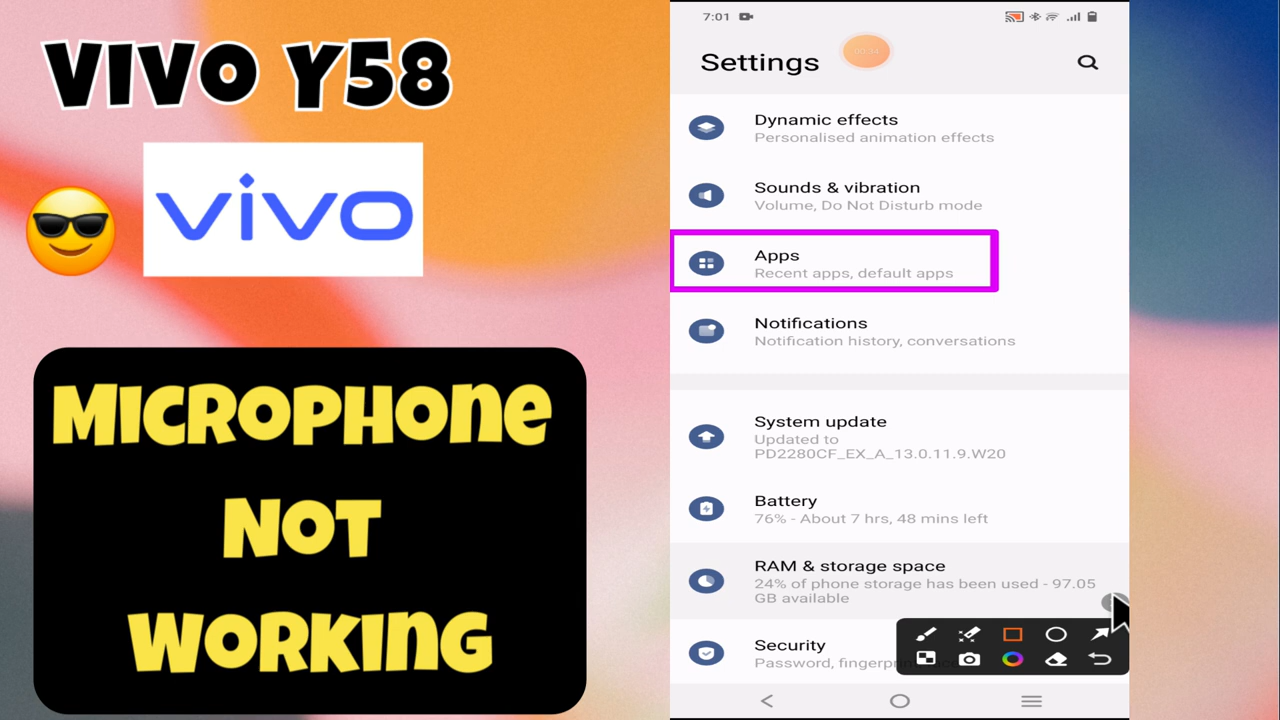 VIVO Y58
vivo
MICROPHONE
NOT
WORKING
7:01
Settings
00:34
Dynamic effects
Personalised animation effects
Sounds & vibration
Volume, Do Not Disturb mode
Apps
Recent apps, default apps
Notifications
Notification history, conversations
System update
Updated to
PD2280CF_EX_A_13.0.11.9.W20
Battery
76% - About 7 hrs, 48 mins left
RAM & storage space
24% of phone storage has been used - 97.05
GB available
Security
Password,